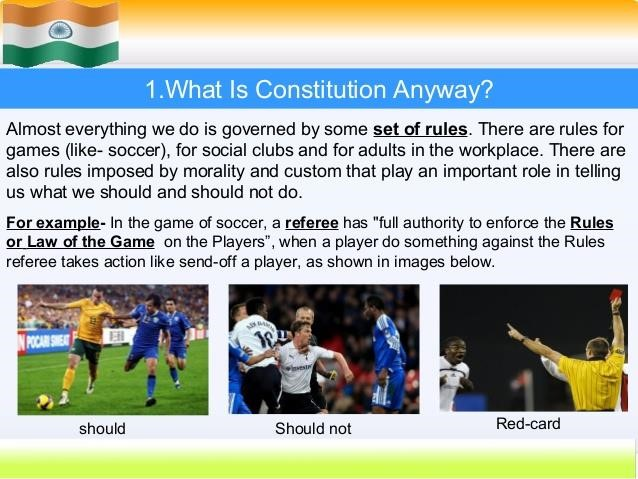 1.What Is Constitution Anyway?
Almost everything we do is governed by some set of rules. There are rules for
games (like- soccer), for social clubs and for adults in the workplace. There are
also rules imposed by morality and custom that play an important role in telling
us what we should and should not do.
For example- In the game of soccer, a referee has "full authority to enforce the Rules
or Law of the Game on the Players”, when a player do something against the Rules
referee takes action like send-off a player, as shown in images below.
POCARI SWEAT
should
Should not
Red-card